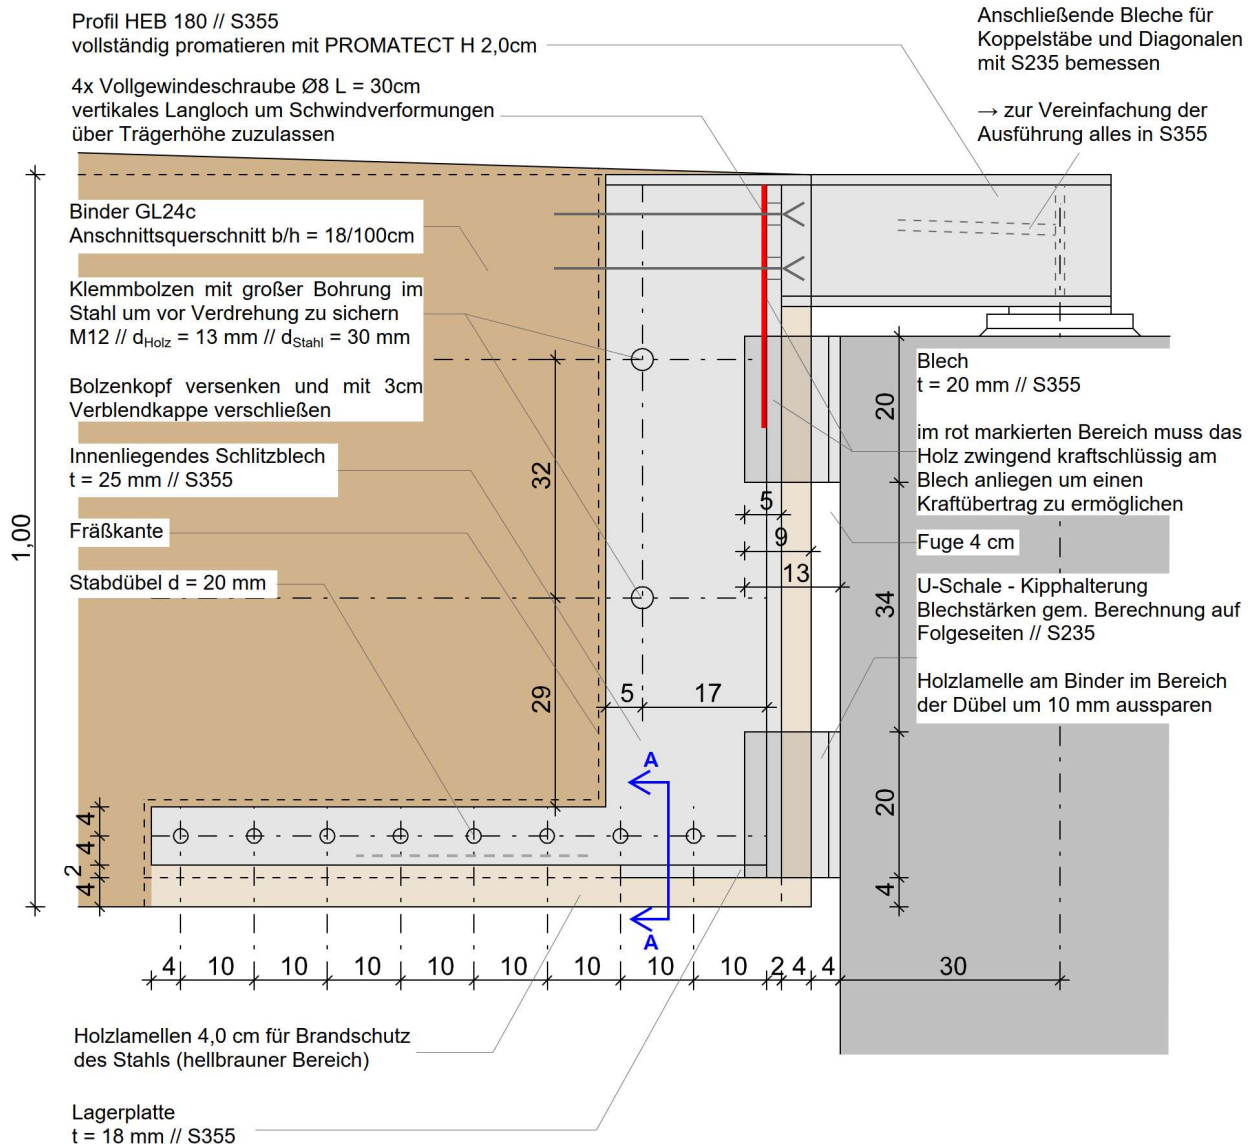 Profil HEB 180 // S355
vollständig promatieren mit PROMATECT H 2,0cm
4x Vollgewindeschraube Ø8 L = 30cm
vertikales Langloch um Schwindverformungen
über Trägerhöhe zuzulassen
Anschließende Bleche für
Koppelstäbe und Diagonalen
mit S235 bemessen
→ zur Vereinfachung der
Ausführung alles in S355
Binder GL24c
Anschnittsquerschnitt b/h = 18/100cm
Klemmbolzen mit großer Bohrung im
Stahl um vor Verdrehung zu sichern
M12 // dHolz = 13 mm // dStahl = 30 mm
Bolzenkopf versenken und mit 3cm
Verblendkappe verschließen
Innenliegendes Schlitzblech
t = 25 mm // S355
Fräßkante
Stabdübel d = 20 mm
Blech
t = 20 mm // S355
im rot markierten Bereich muss das
Holz zwingend kraftschlüssig am
Blech anliegen um einen
Kraftübertrag zu ermöglichen
Fuge 4 cm
U-Schale - Kipphalterung
Blechstärken gem. Berechnung auf
Folgeseiten // S235
Holzlamelle am Binder im Bereich
der Dübel um 10 mm aussparen
1,00
32
29
5
9
13
5
17
20
34
20
4
A
A
4
4
2
4
4
10
10
10
10
10
10
10
10
2
4
4
30
Holzlamellen 4,0 cm für Brandschutz
des Stahls (hellbrauner Bereich)
Lagerplatte
t = 18 mm // S355